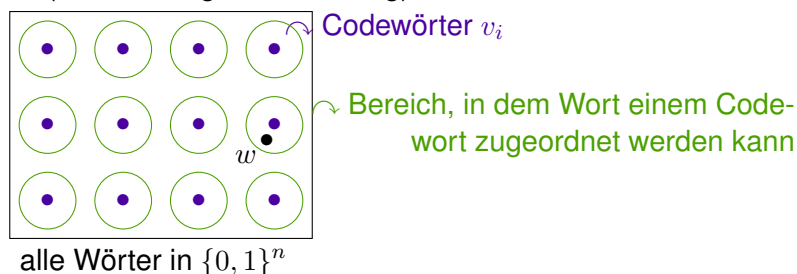 Codewörter v_i
Bereich, in dem Wort einem Code-
wort zugeordnet werden kann
w
alle Wörter in {0, 1}^n